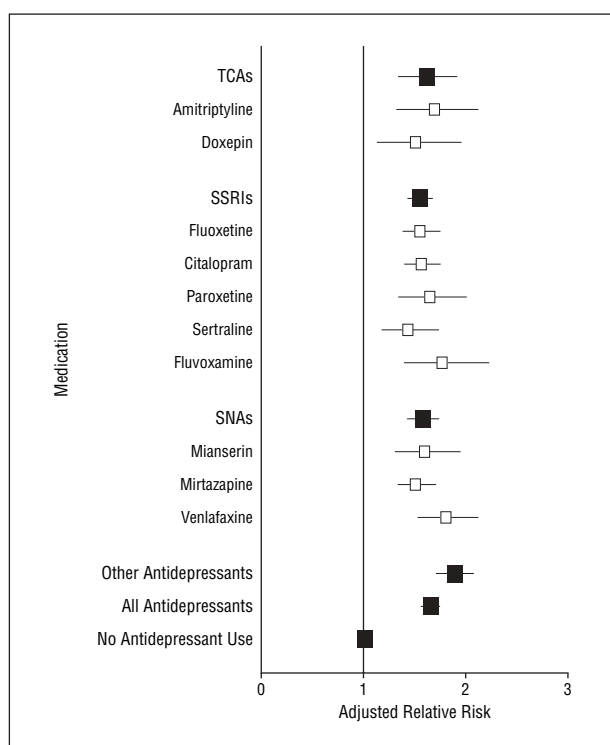 TCAs
Amitriptyline
Doxepin
SSRIs
Fluoxetine
Citalopram
Paroxetine
Sertraline
Fluvoxamine
SNAs
Mianserin
Mirtazapine
Venlafaxine
Other Antidepressants
All Antidepressants
No Antidepressant Use
Medication
0 1 2 3
Adjusted Relative Risk